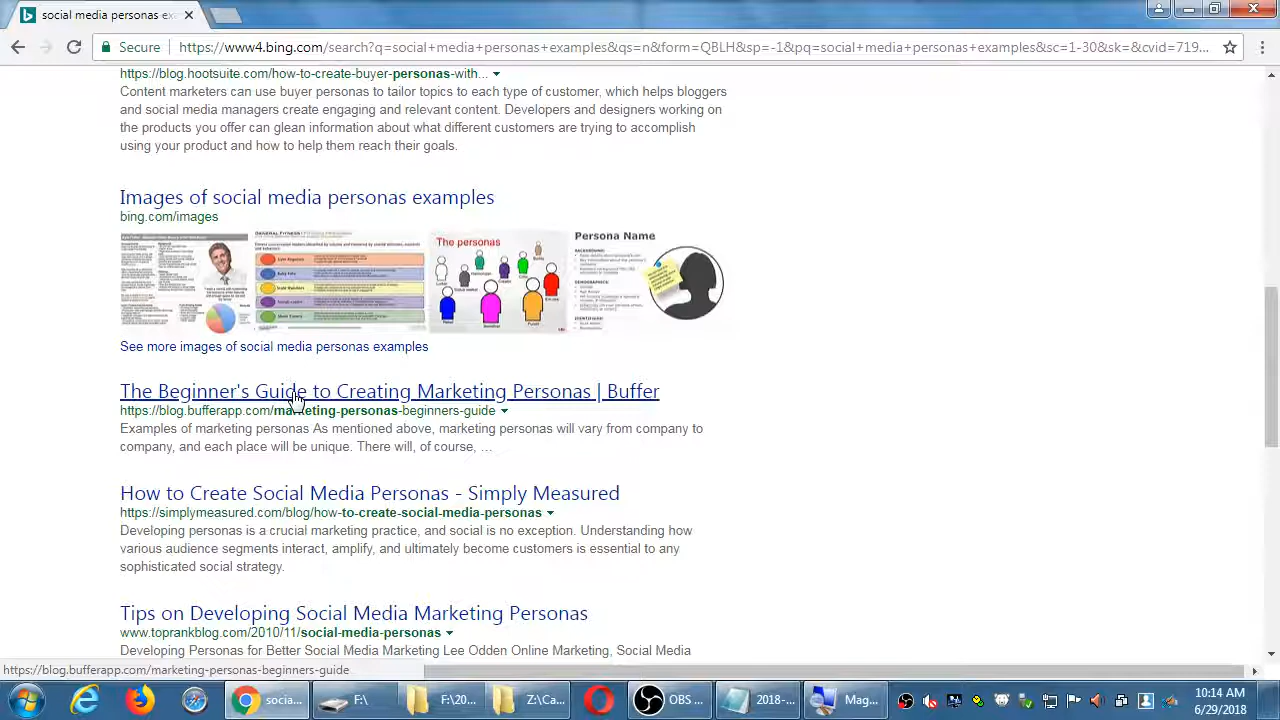 social media personas ex
Secure
https://www4.bing.com/search?q=social+media+personas+examples&qs=n&form=QBLH&sp=-1&pq=social+media+personas+examples&sc=1-30&sk=&cvid=719...
https://blog.hootsuite.com/how-to-create-buyer-personas-with...
Content marketers can use buyer personas to tailor topics to each type of customer, which helps bloggers
and social media managers create engaging and relevant content. Developers and designers working on
the products you offer can glean information about what different customers are trying to accomplish
using your product and how to help them reach their goals.
Images of social media personas examples
bing.com/images
GENERAL FITNESS
The personas
Persona Name
BACKGROUND:
DEMOGRAPHICS:
IDENTIFIERS:
See more images of social media personas examples
The Beginner's Guide to Creating Marketing Personas | Buffer
https://blog.bufferapp.com/marketing-personas-beginners-guide
Examples of marketing personas As mentioned above, marketing personas will vary from company to
company, and each place will be unique. There will, of course, ...
How to Create Social Media Personas - Simply Measured
https://simplymeasured.com/blog/how-to-create-social-media-personas
Developing personas is a crucial marketing practice, and social is no exception. Understanding how
various audience segments interact, amplify, and ultimately become customers is essential to any
sophisticated social strategy.
Tips on Developing Social Media Marketing Personas
www.toprankblog.com/2010/11/social-media-personas
Developing Personas for Better Social Media Marketing Lee Odden Online Marketing, Social Media
https://blog.bufferapp.com/marketing-personas-beginners-guide
socia...
F:\
F:\20...
Z:\Ca...
OBS ...
2018-...
Mag...
10:14 AM
6/29/2018